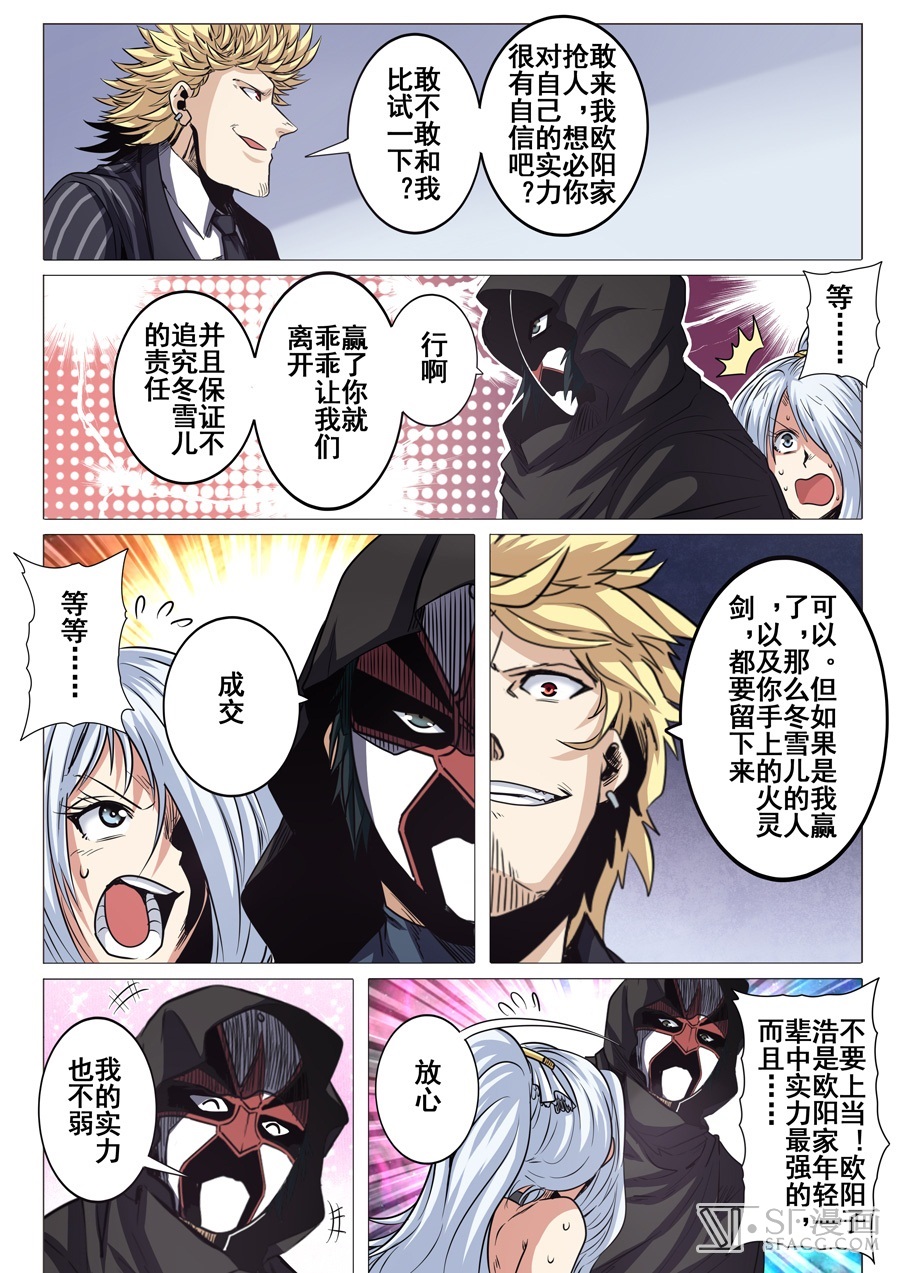 敢来我欧阳家
抢人，想必你
对自己的实力
很有自信吧？
敢不敢和我
比试一下？
等……
行啊
赢了你就
乖乖让我们
离开
并且保证不
追究冬雪儿
的责任
可以。但如果是我赢
了，那么冬雪儿的人
，以及你手上的火灵
剑，都要留下来
成交
等等……
不要上当！欧阳
浩是欧阳家年轻一
辈中实力最强的，
而且……
放心
我的实力
也不弱
SF漫画
SFACG.COM